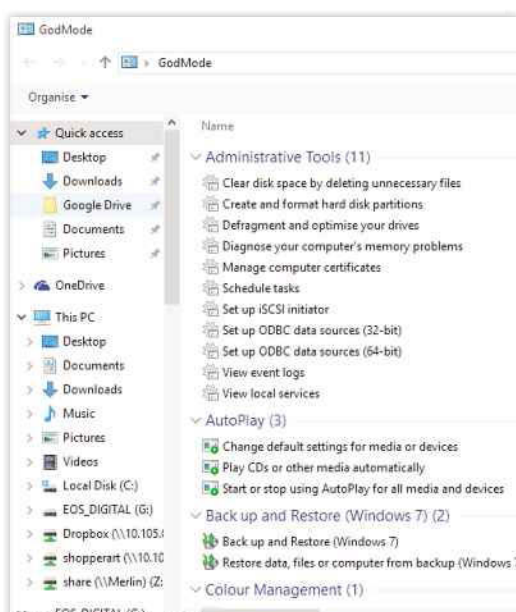 GodMode
GodMode
Organise
Quick access
Desktop
Downloads
Google Drive
Documents
Pictures
OneDrive
This PC
Desktop
Documents
Downloads
Music
Pictures
Videos
Local Disk (C:)
EOS_DIGITAL (G:)
Dropbox (\\10.105.
shopperart (\\10.10
share (\\Merlin) (Z:
Name
Administrative Tools (11)
Clear disk space by deleting unnecessary files
Create and format hard disk partitions
Defragment and optimise your drives
Diagnose your computer's memory problems
Manage computer certificates
Schedule tasks
Set up iSCSI initiator
Set up ODBC data sources (32-bit)
Set up ODBC data sources (64-bit)
View event logs
View local services
AutoPlay (3)
Change default settings for media or devices
Play CDs or other media automatically
Start or stop using AutoPlay for all media and devices
Back up and Restore (Windows 7) (2)
Back up and Restore (Windows 7)
Restore data, files or computer from backup (Windows
Colour Management (1)